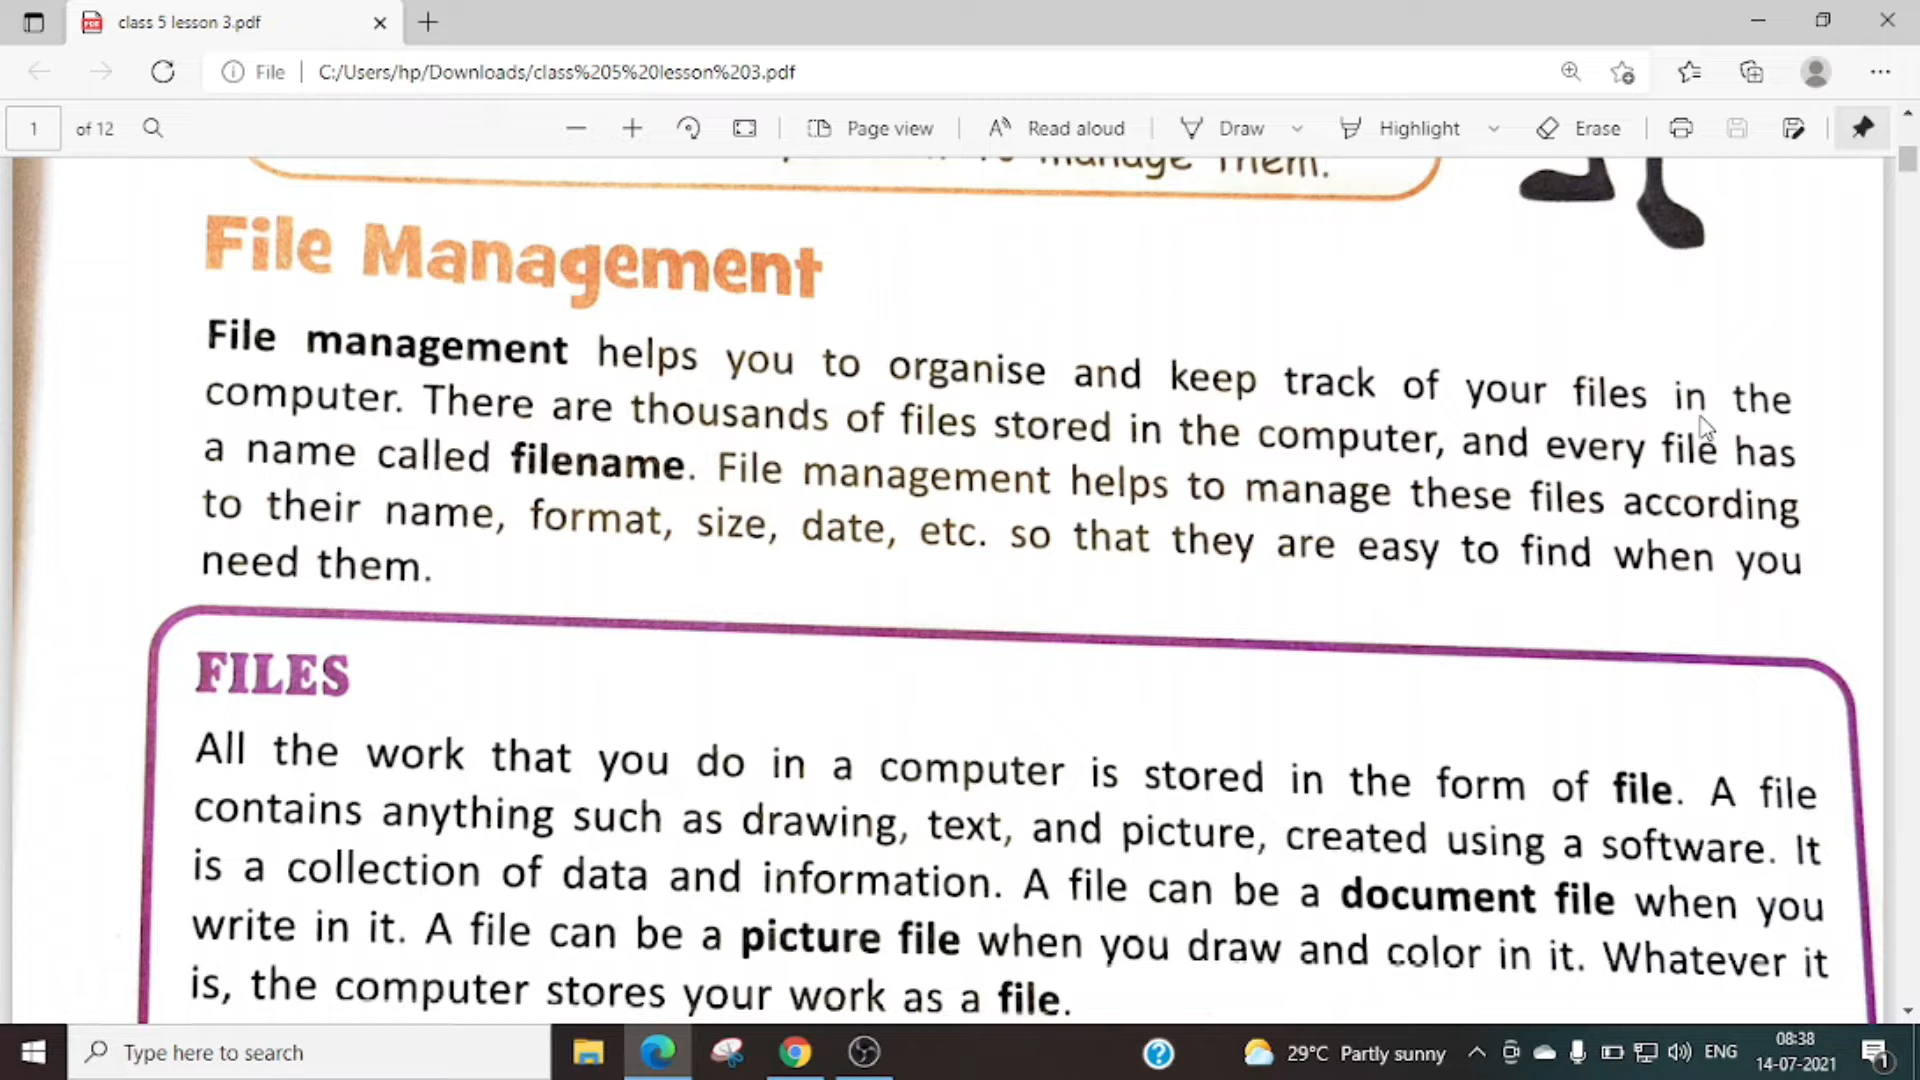 class 5 lesson 3.pdf
File
C:/Users/hp/Downloads/class%205%20lesson%203.pdf
1 of 12
Page view
Read aloud
Draw
Highlight
Erase
manage them.
File Management
File management helps you to organise and keep track of your files in the
computer. There are thousands of files stored in the computer, and every file has
a name called filename. File management helps to manage these files according
to their name, format, size, date, etc. so that they are easy to find when you
need them.
FILES
All the work that you do in a computer is stored in the form of file. A file
contains anything such as drawing, text, and picture, created using a software. It
is a collection of data and information. A file can be a document file when you
write in it. A file can be a picture file when you draw and color in it. Whatever it
is, the computer stores your work as a file.
Type here to search
29°C Partly sunny
ENG
08:38
14-07-2021
1